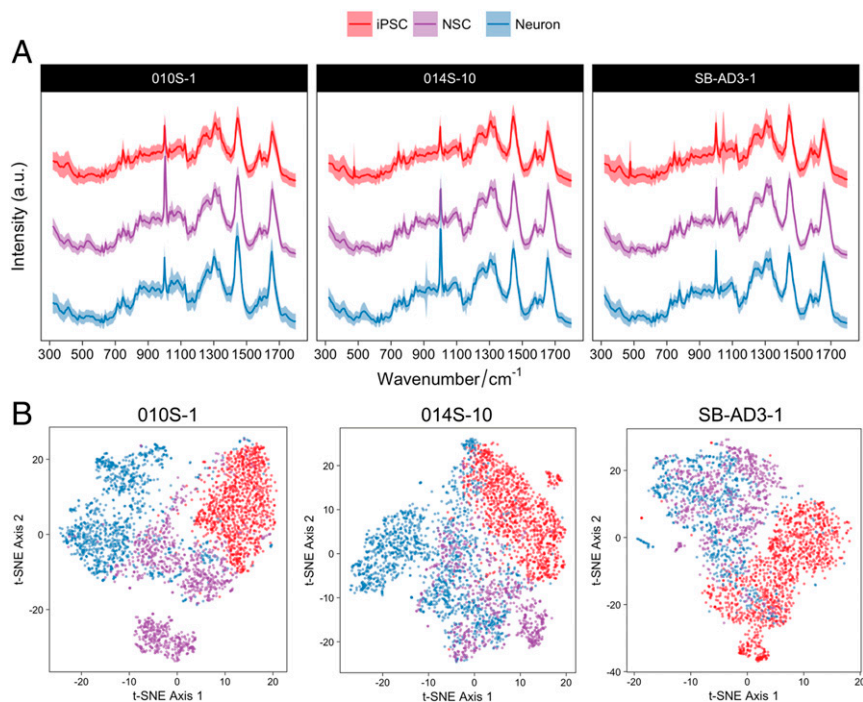 iPSC NSC Neuron
A
010S-1 014S-10 SB-AD3-1
Intensity (a.u.)
300 500 700 900 1100 1300 1500 1700 300 500 700 900 1100 1300 1500 1700 300 500 700 900 1100 1300 1500 1700
Wavenumber/cm⁻¹
B
010S-1 014S-10 SB-AD3-1
t-SNE Axis 2
20
0
-20
-20 -10 0 10 20
t-SNE Axis 1
t-SNE Axis 2
20
10
0
-10
-20
-20 -10 0 10 20
t-SNE Axis 1
t-SNE Axis 2
20
0
-20
-40
-20 -10 0 10 20
t-SNE Axis 1